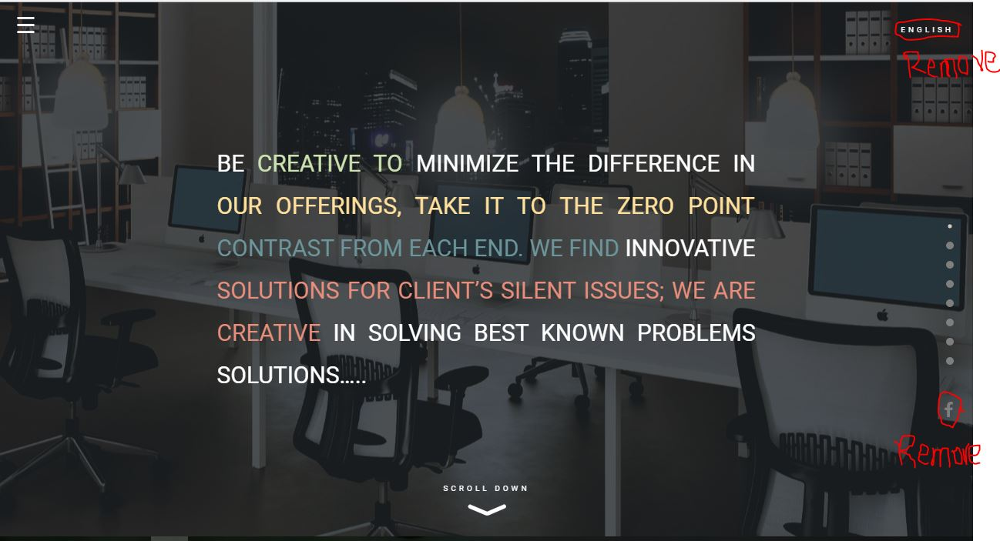 ENGLISH
Remove
BE CREATIVE TO MINIMIZE THE DIFFERENCE IN
OUR OFFERINGS, TAKE IT TO THE ZERO POINT
CONTRAST FROM EACH END. WE FIND INNOVATIVE
SOLUTIONS FOR CLIENT’S SILENT ISSUES; WE ARE
CREATIVE IN SOLVING BEST KNOWN PROBLEMS
SOLUTIONS…..
f
Remove
SCROLL DOWN